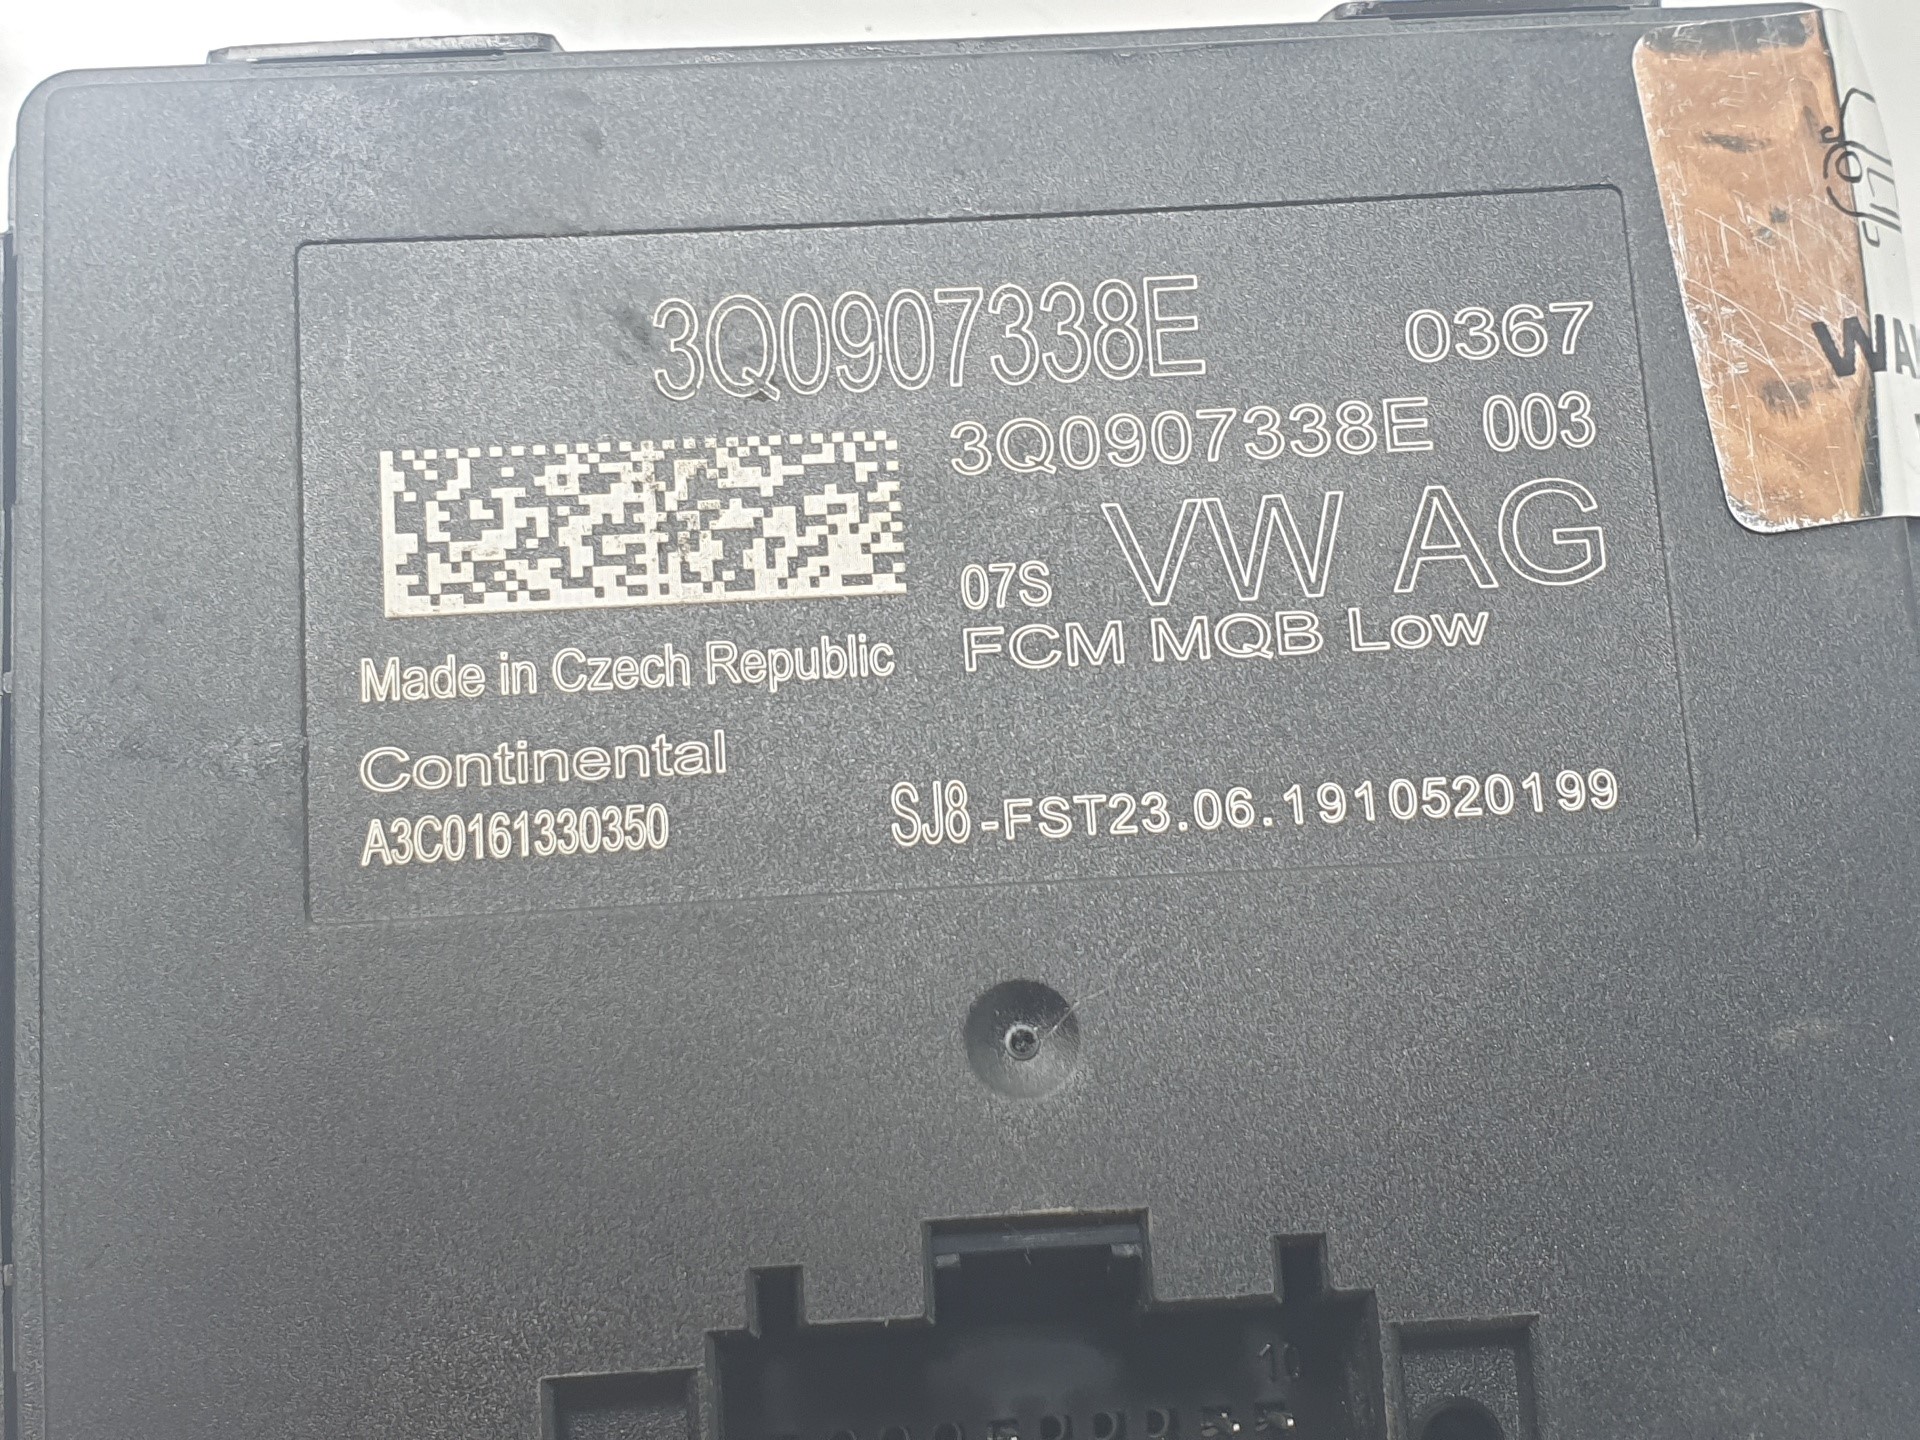 3Q0907338E
0367
3Q0907338E 003
07S VW AG
FCM MQB Low
Made in Czech Republic
Continental
A3C0161330350
SJ8-FST23.06.1910520199
10